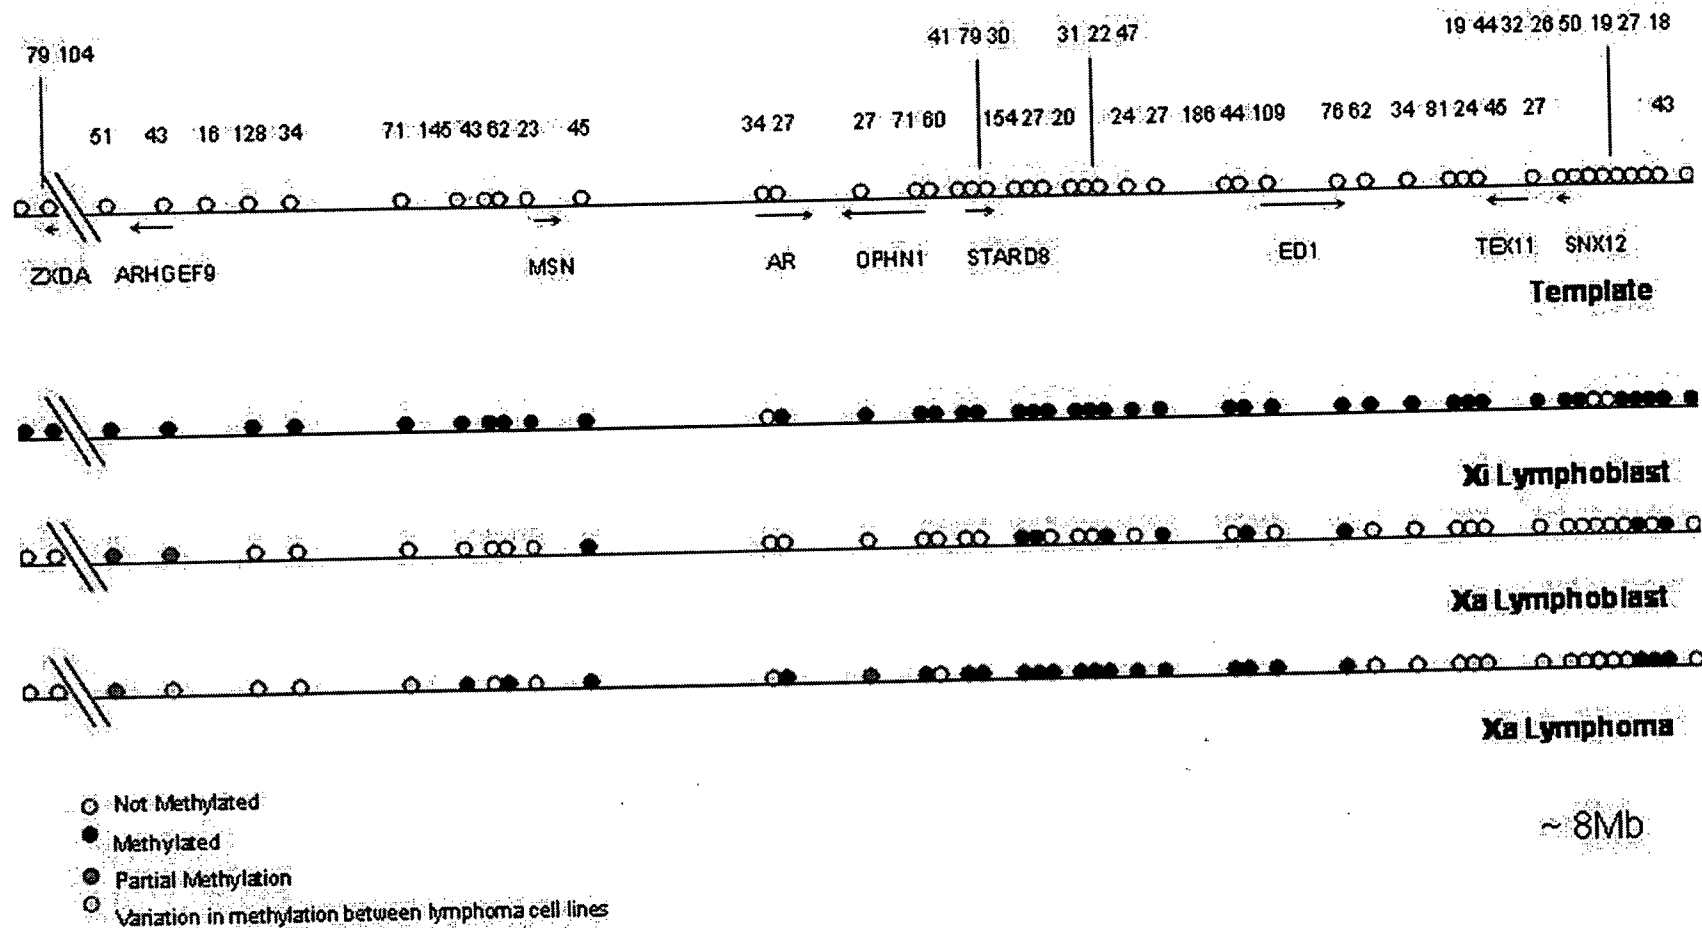 41 79 30 31 22 47 19 44 32 26 50 19 27 18
79 104
51 43 16 128 34 71 145 43 62 23 45 34 27 27 71 60 154 27 20 24 27 186 44 109 76 62 34 81 24 45 27 43
ZXDA ARHGEF9 MSN AR OPHN1 STARD8 ED1 TEX11 SNX12
Template
Xi Lymphoblast
Xa Lymphoblast
Xa Lymphoma
Not Methylated
Methylated
Partial Methylation
Variation in methylation between lymphoma cell lines
~ 8Mb